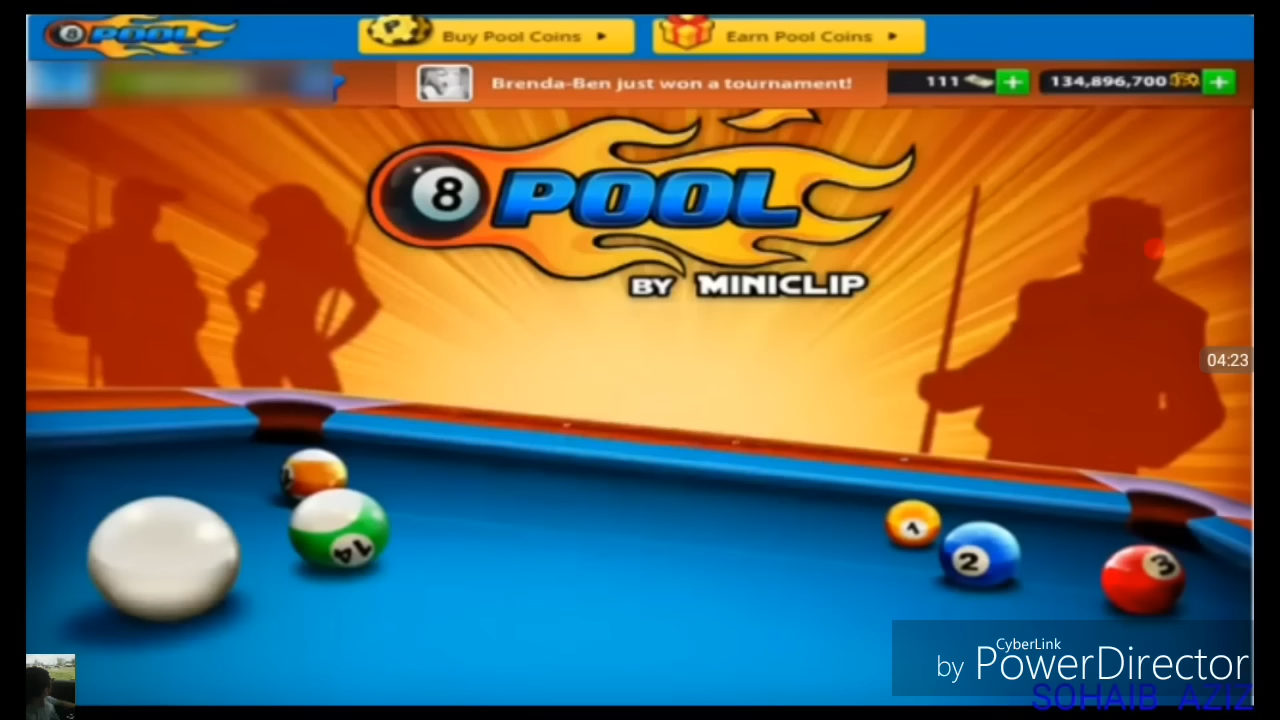 8 POOL
Buy Pool Coins
Earn Pool Coins
Brenda-Ben just won a tournament!
111
134,896,700
8 POOL
BY MINICLIP
04:23
14
1
2
3
CyberLink
by PowerDirector
SOHAIB AZIZ